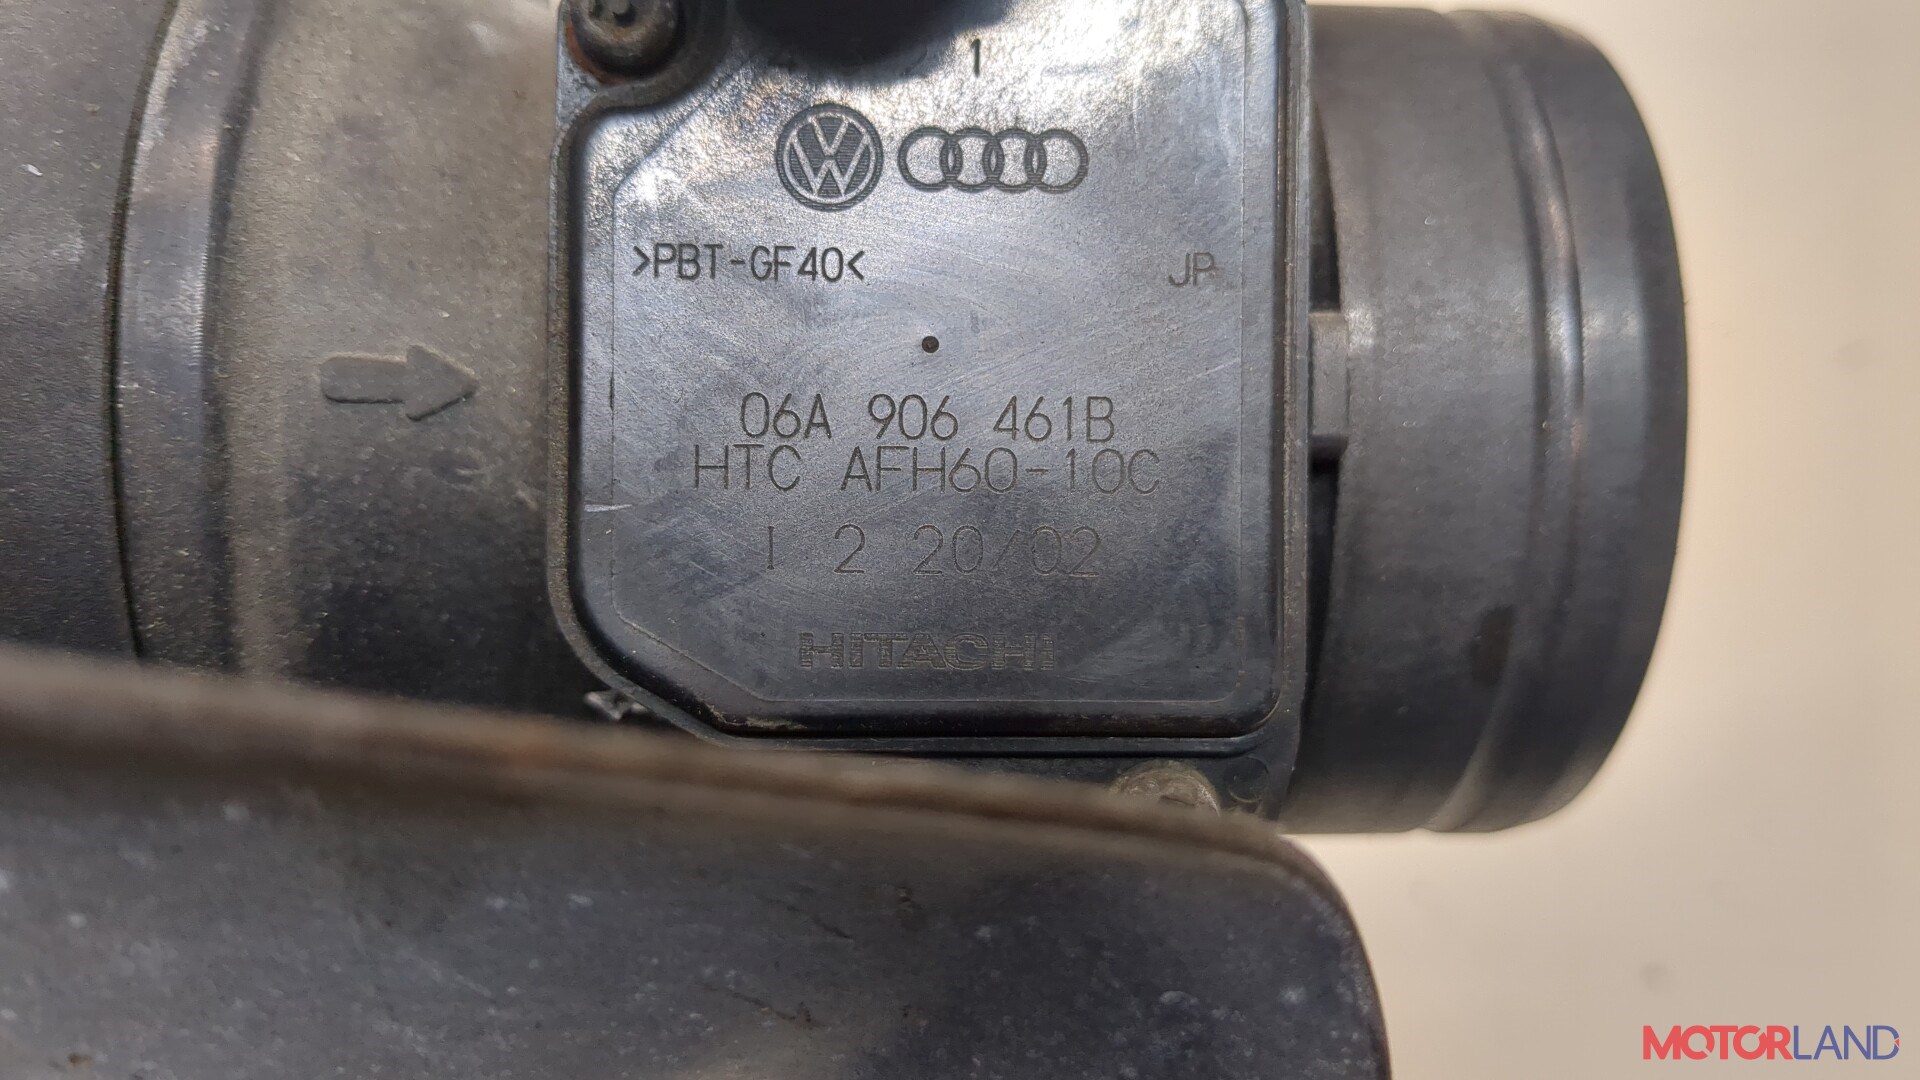 1
>PBT-GF40< JP
06A 906 461B
HTC AFH60-10C
1 2 20/02
HITACHI
MOTORLAND